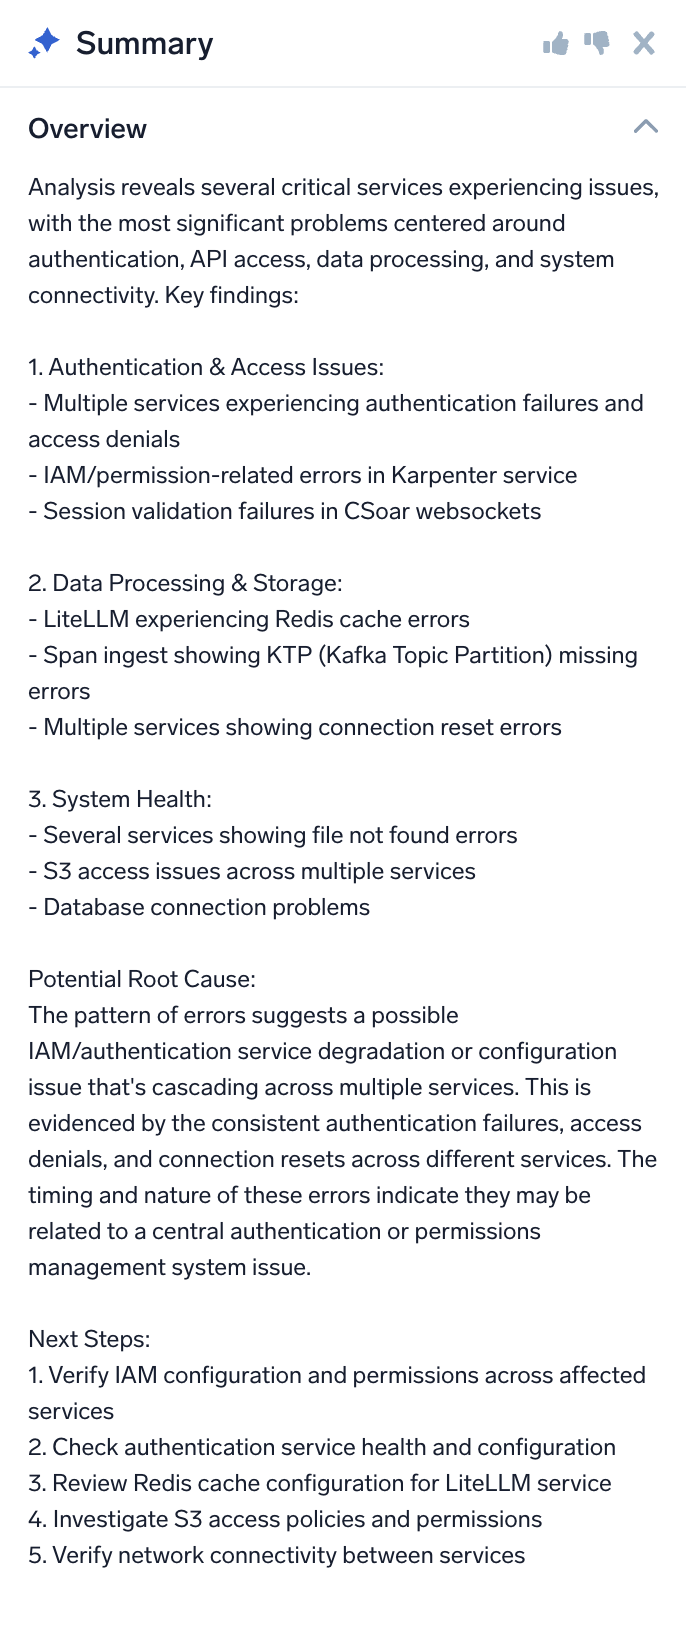 Summary
Overview
Analysis reveals several critical services experiencing issues,
with the most significant problems centered around
authentication, API access, data processing, and system
connectivity. Key findings:
1. Authentication & Access Issues:
- Multiple services experiencing authentication failures and
access denials
- IAM/permission-related errors in Karpenter service
- Session validation failures in CSoar websockets
2. Data Processing & Storage:
- LiteLLM experiencing Redis cache errors
- Span ingest showing KTP (Kafka Topic Partition) missing
errors
- Multiple services showing connection reset errors
3. System Health:
- Several services showing file not found errors
- S3 access issues across multiple services
- Database connection problems
Potential Root Cause:
The pattern of errors suggests a possible
IAM/authentication service degradation or configuration
issue that's cascading across multiple services. This is
evidenced by the consistent authentication failures, access
denials, and connection resets across different services. The
timing and nature of these errors indicate they may be
related to a central authentication or permissions
management system issue.
Next Steps:
1. Verify IAM configuration and permissions across affected
services
2. Check authentication service health and configuration
3. Review Redis cache configuration for LiteLLM service
4. Investigate S3 access policies and permissions
5. Verify network connectivity between services